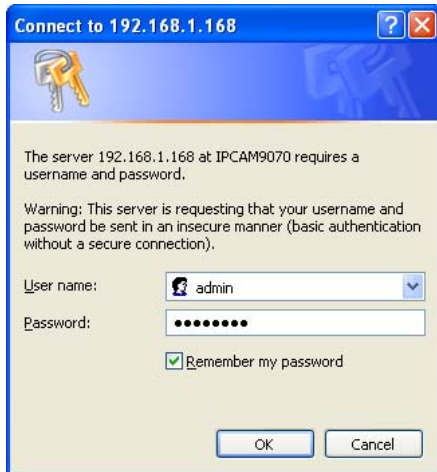 Connect to 192.168.1.168
The server 192.168.1.168 at IPCAM9070 requires a
username and password.
Warning: This server is requesting that your username and
password be sent in an insecure manner (basic authentication
without a secure connection).
User name: admin
Password: ●●●●●●●●
Remember my password
OK Cancel